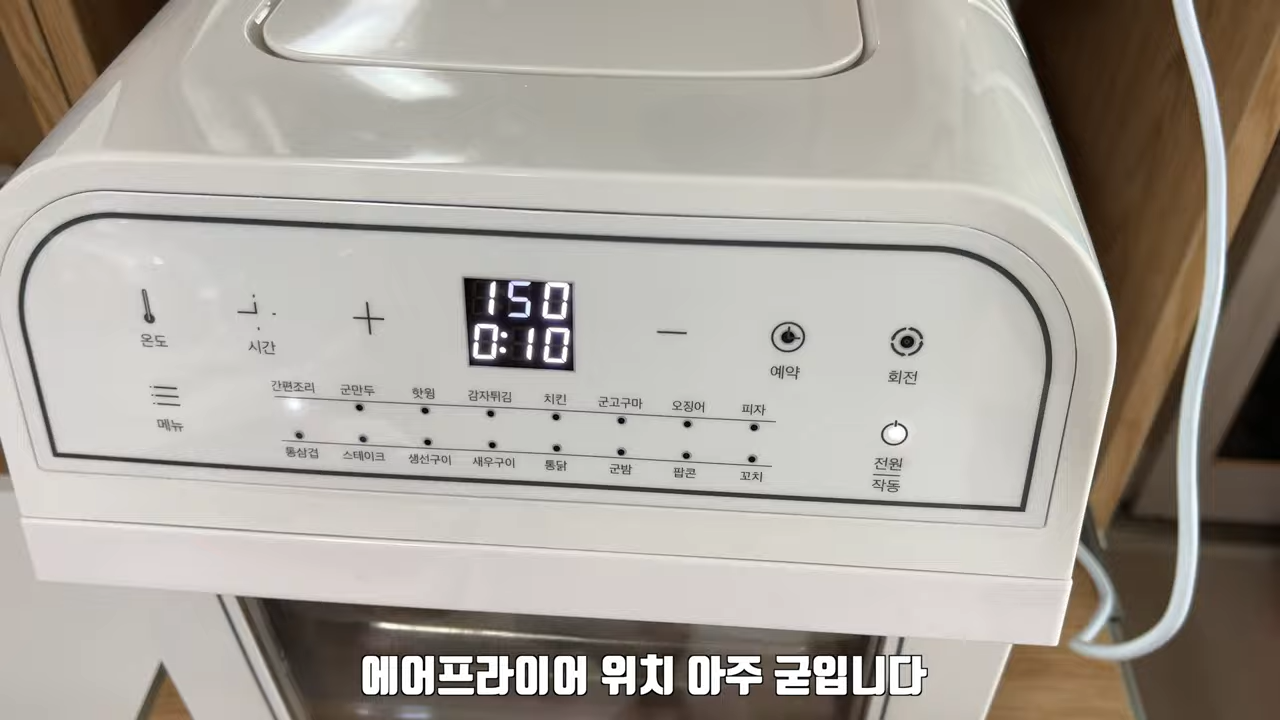 150
0:10
온도
시간
예약
회전
메뉴
간편조리 군만두 핫윙 감자튀김 치킨 군고구마 오징어 피자
통삼겹 스테이크 생선구이 새우구이 통닭 군밤 팝콘 꼬치
전원
작동
에어프라이어 위치 아주 굳입니다